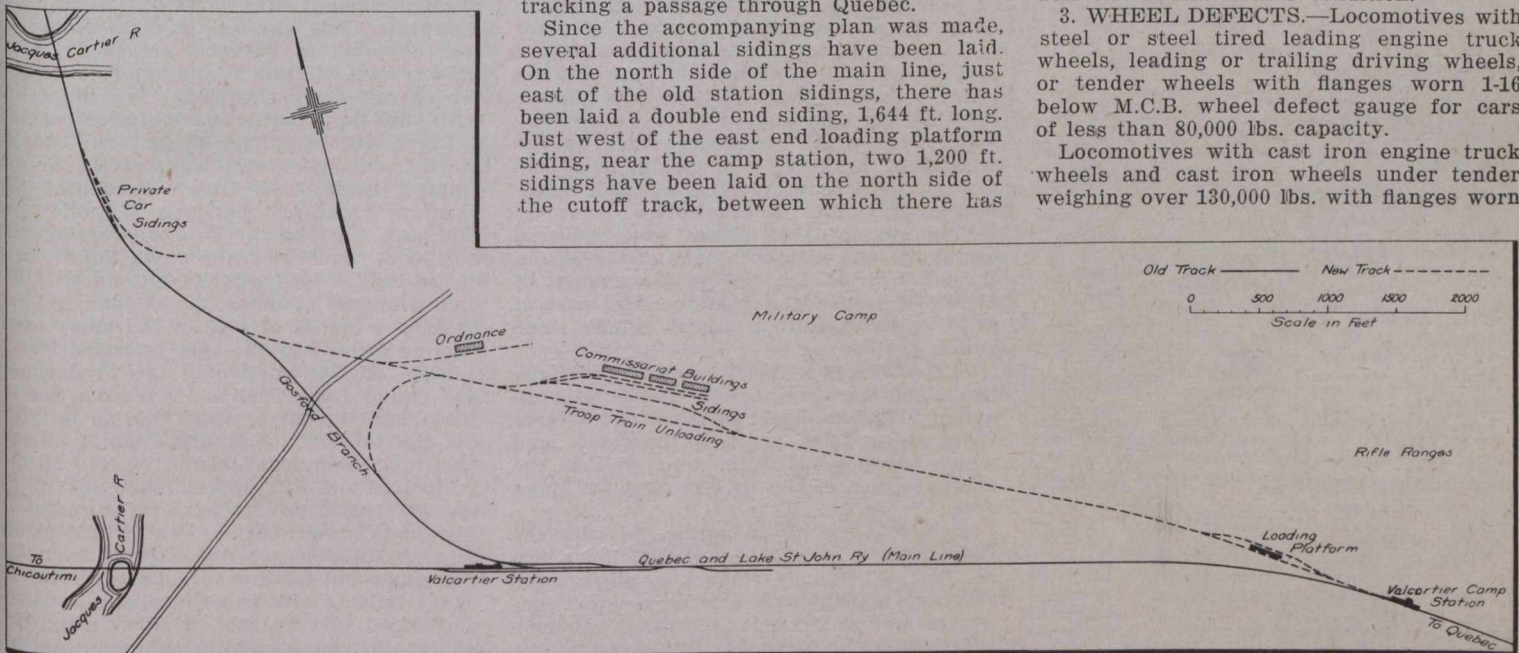 tracking a passage through Quebec.
Since the accompanying plan was made,
several additional sidings have been laid.
On the north side of the main line, just
east of the old station sidings, there has
been laid a double end siding, 1,644 ft. long.
Just west of the east end loading platform
siding, near the camp station, two 1,200 ft.
sidings have been laid on the north side of
the cutoff track, between which there has
3. WHEEL DEFECTS.—Locomotives with
steel or steel tired leading engine truck
wheels, leading or trailing driving wheels,
or tender wheels with flanges worn 1-16
below M.C.B. wheel defect gauge for cars
of less than 80,000 lbs. capacity.
Locomotives with cast iron engine truck
wheels and cast iron wheels under tender
weighing over 130,000 lbs. with flanges worn
Jacques Cartier R
Private
Car
Sidings
Old Track
New Track
0 500 1000 1500 2000
Scale in Feet
Military Camp
Ordnance
Commissariat Buildings
Sidings
Troop Train Unloading
Gosford Branch
Rifle Ranges
Jacques Cartier R
To
Chicoutimi
Valcartier Station
Quebec and Lake St John Ry (Main Line)
Loading
Platform
Valcartier Camp
Station
To Quebec